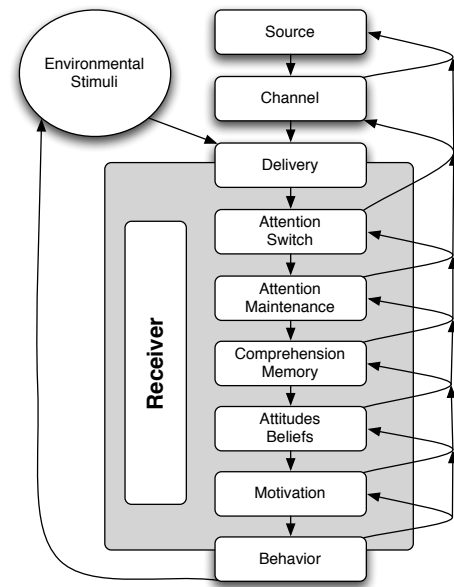 Environmental
Stimuli
Source
Channel
Delivery
Attention
Switch
Attention
Maintenance
Comprehension
Memory
Attitudes
Beliefs
Motivation
Behavior
Receiver